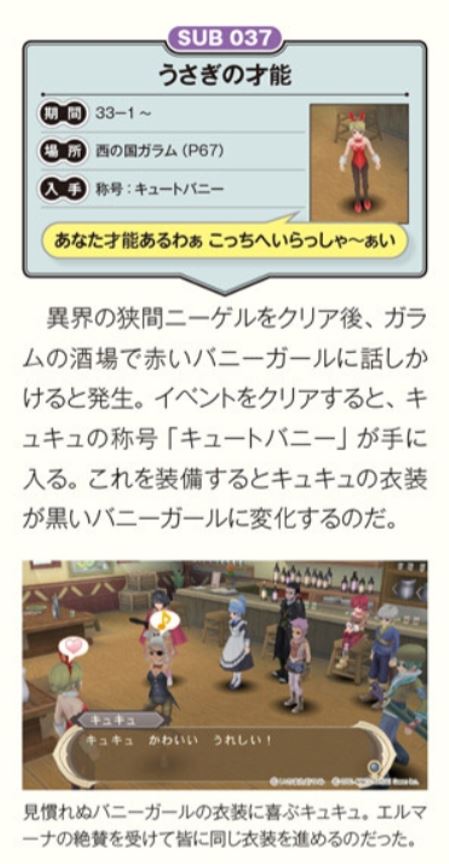 SUB 037
うさぎの才能
期間 33−1～
場所 西の国ガラム（P67）
入手 称号：キュートバニー
あなた才能あるわぁ こっちへいらっしゃ～ぁい
異界の狭間ニーゲルをクリア後、ガラ
ムの酒場で赤いバニーガールに話しか
けると発生。イベントをクリアすると、キ
ュキュの称号「キュートバニー」が手に
入る。これを装備するとキュキュの衣装
が黒いバニーガールに変化するのだ。
キュキュ
キュキュ かわいい うれしい！
見慣れぬバニーガールの衣装に喜ぶキュキュ。エルマ
ーナの絶賛を受けて皆に同じ衣装を進めるのだった。